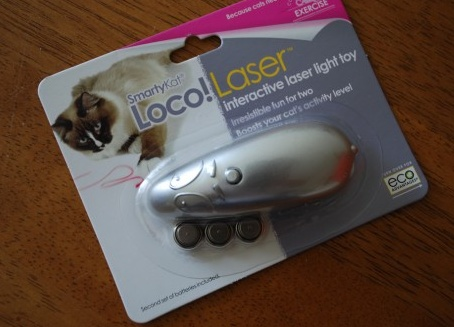 Because cats need
EXERCISE
SmartyKat®
Loco! Laser™
interactive laser light toy
Irresistible fun for two
Boosts your cat's activity level
eco
Second set of batteries included.